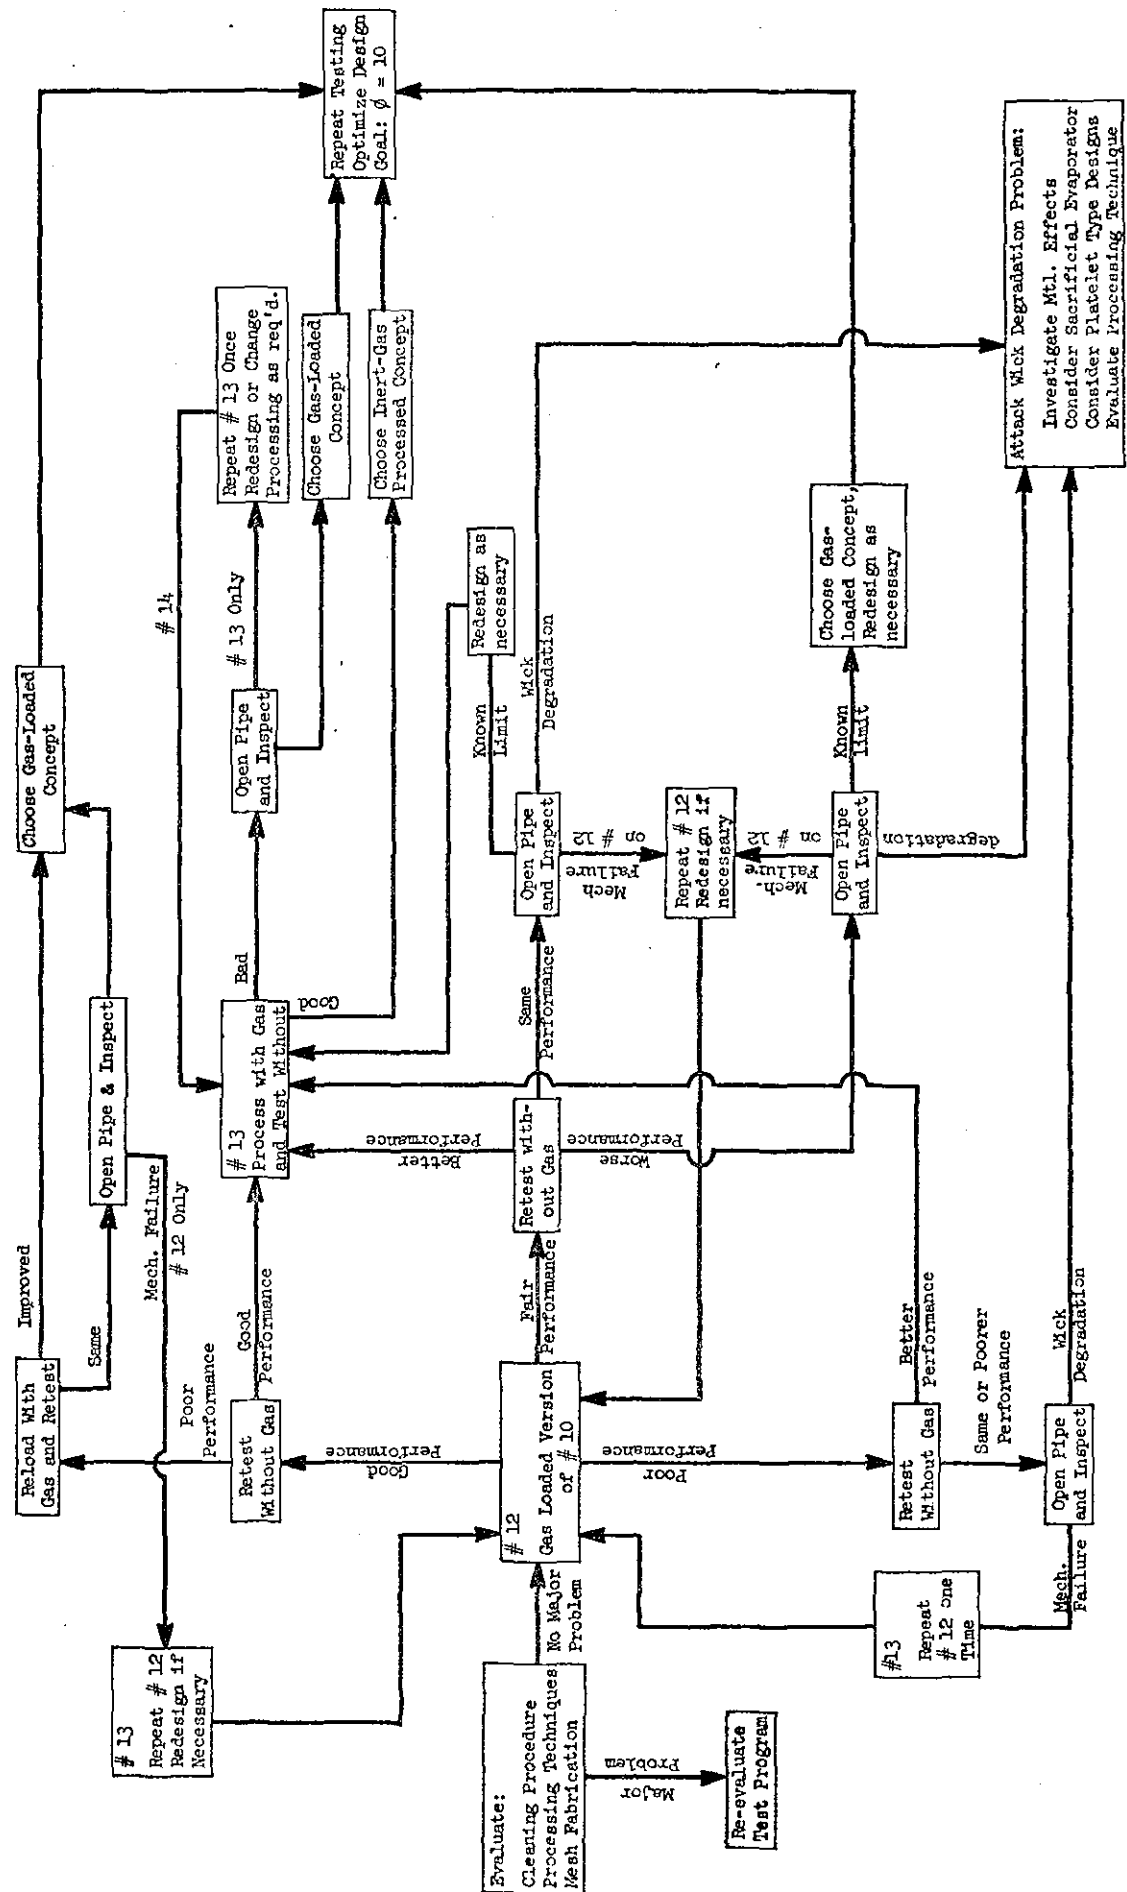 Evaluate:
Cleaning Procedure
Processing Techniques
Mesh Fabrication
Major
Problem
Re-evaluate
Test Program
No Major
Problem
# 13
Repeat # 12
Redesign if
Necessary
# 12
Gas Loaded Version
of # 10
#13
Repeat
# 12 one
Time
Good
Performance
Fair
Performance
Poor
Performance
Retest
Without Gas
Poor
Performance
Good
Performance
Reload With
Gas and Retest
Improved
Same
Mech. Failure
# 12 Only
Open Pipe & Inspect
Choose Gas-Loaded
Concept
Retest with-
out Gas
Better
Performance
Worse
Performance
Same
Performance
# 13
Process with Gas
and Test Without
Bad
Good
# 14
Open Pipe
and Inspect
# 13 Only
Repeat # 13 Once
Redesign or Change
Processing as req'd.
Choose Gas-Loaded
Concept
Choose Inert-Gas
Processed Concept
Repeat Testing
Optimize Design
Goal: ø = 10
Open Pipe
and Inspect
Known
Limit
Redesign as
necessary
Wick
Degradation
Mech
Failure
on
# 12
Repeat # 12
Redesign if
necessary
Mech.
Failure
on
# 12
Open Pipe
and Inspect
Known
limit
Choose Gas-
loaded Concept,
Redesign as
necessary
degradation
Retest
Without Gas
Better
Performance
Same or Poorer
Performance
Open Pipe
and Inspect
Mech.
Failure
Wick
Degradation
Attack Wick Degradation Problem:
Investigate Mtl. Effects
Consider Sacrificial Evaporator
Consider Platelet Type Designs
Evaluate Processing Technique